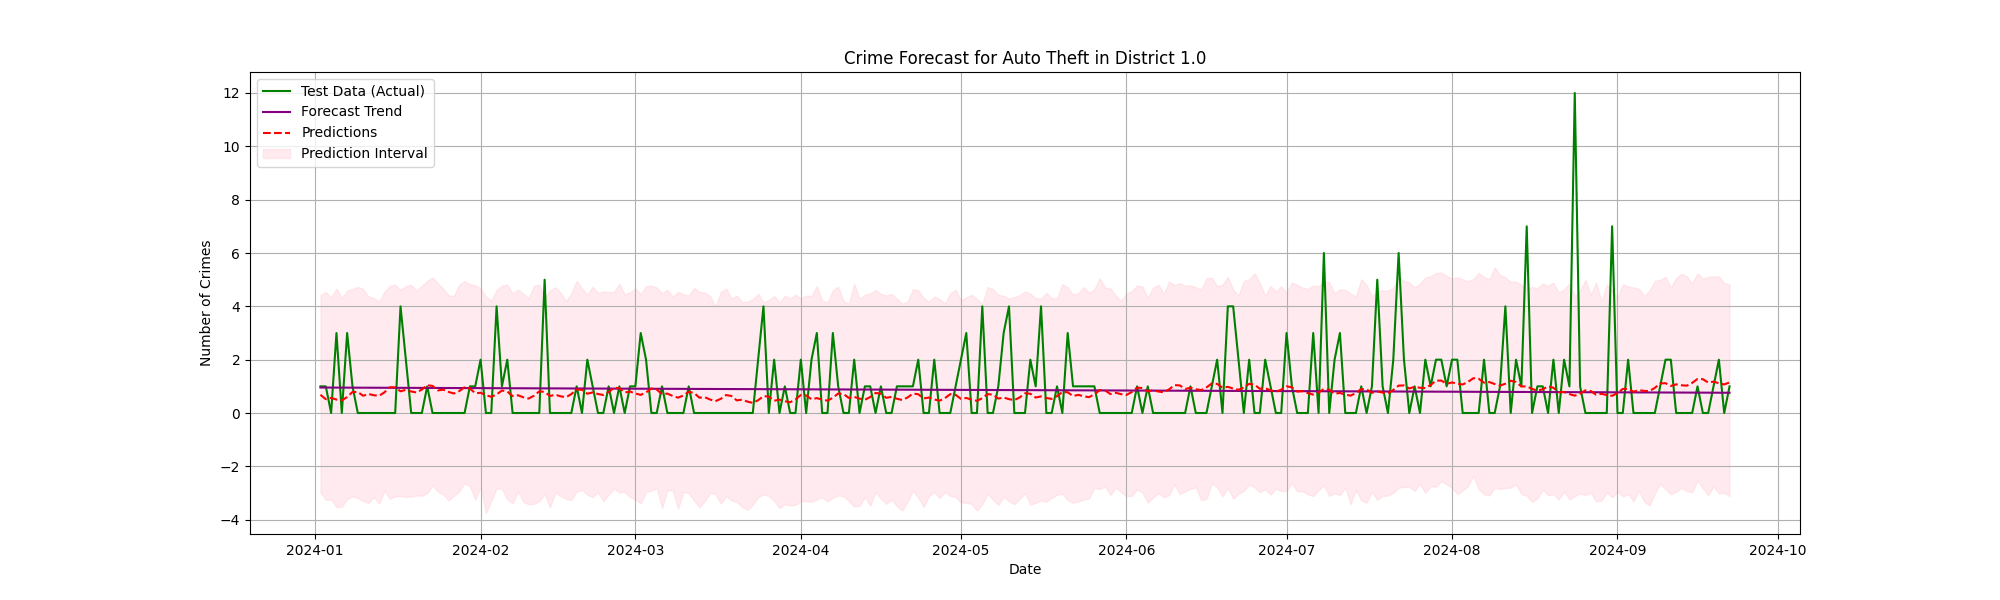 Crime Forecast for Auto Theft in District 1.0
Test Data (Actual)
Forecast Trend
Predictions
Prediction Interval
Number of Crimes
12
10
8
6
4
2
0
−2
−4
2024-01 2024-02 2024-03 2024-04 2024-05 2024-06 2024-07 2024-08 2024-09 2024-10
Date